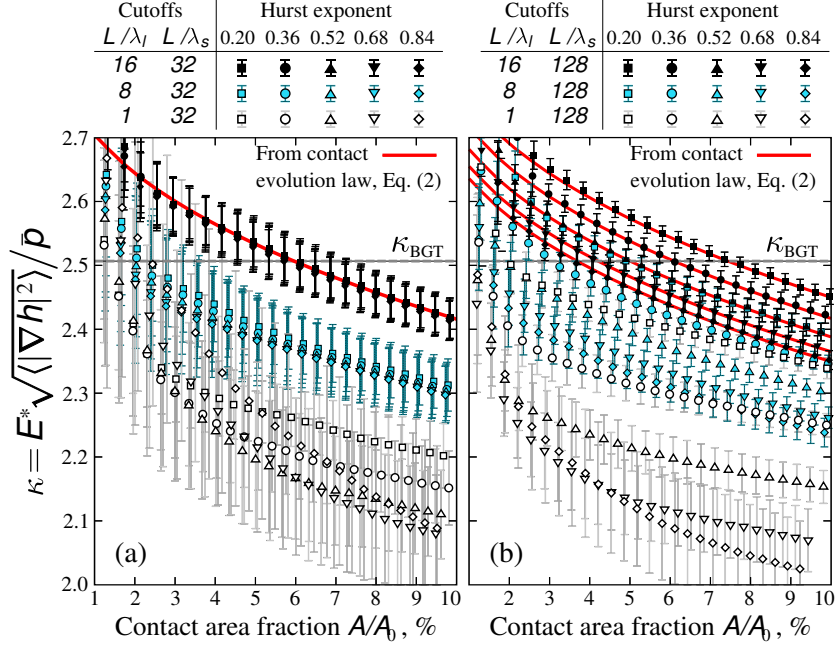 Cutoffs Hurst exponent
L/λl L/λs 0.20 0.36 0.52 0.68 0.84
16 32
8 32
1 32
Cutoffs Hurst exponent
L/λl L/λs 0.20 0.36 0.52 0.68 0.84
16 128
8 128
1 128
κ=E*√⟨|∇h|²⟩/p̄
2.7
2.6
2.5
2.4
2.3
2.2
2.1
2.0
From contact
evolution law, Eq. (2)
κBGT
(a)
1 2 3 4 5 6 7 8 9 10
Contact area fraction A/A0, %
From contact
evolution law, Eq. (2)
κBGT
(b)
2 3 4 5 6 7 8 9 10
Contact area fraction A/A0, %